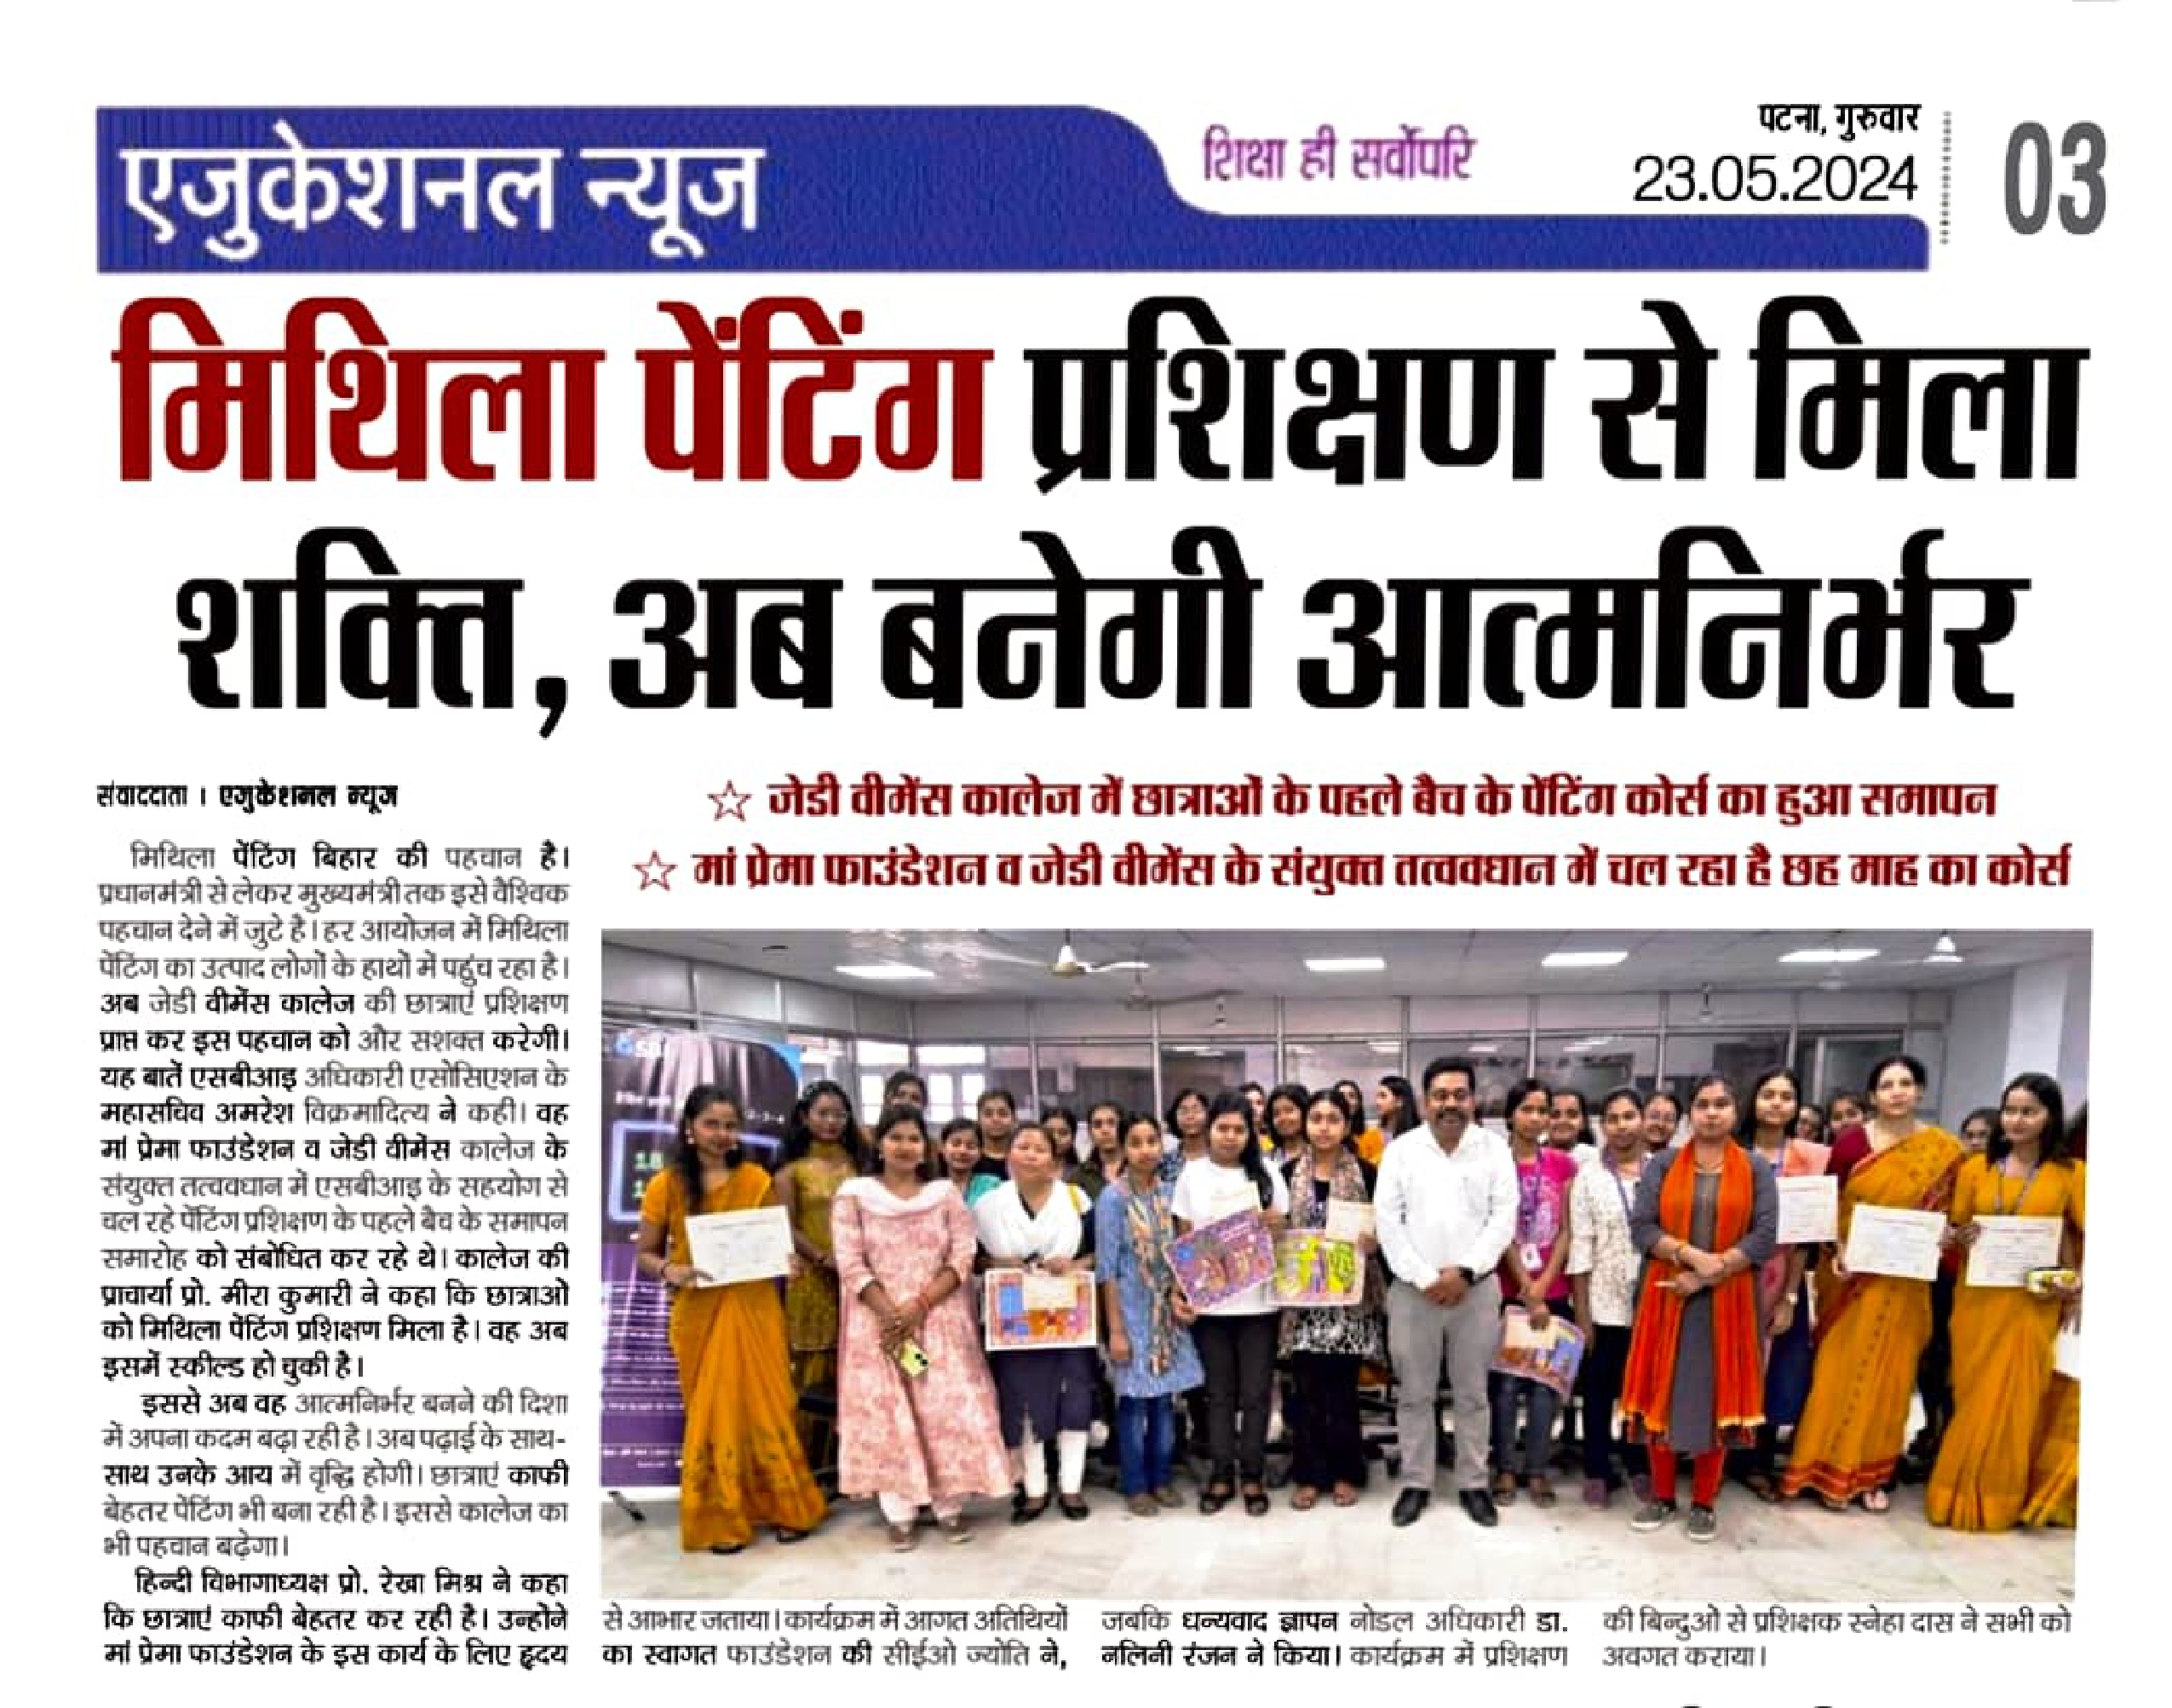 एजुकेशनल न्यूज
शिक्षा ही सर्वोपरि
पटना, गुरुवार
23.05.2024
03
मिथिला पेंटिंग प्रशिक्षण से मिला
शक्ति, अब बनेगी आत्मनिर्भर
संवाददाता। एजुकेशनल न्यूज
☆ जेडी वीमेंस कालेज में छात्राओं के पहले बैच के पेंटिंग कोर्स का हुआ समापन
☆ मां प्रेमा फाउंडेशन व जेडी वीमेंस के संयुक्त तत्ववधान में चल रहा है छह माह का कोर्स
मिथिला पेंटिंग बिहार की पहचान है।
प्रधानमंत्री से लेकर मुख्यमंत्री तक इसे वैश्विक
पहचान देने में जुटे है। हर आयोजन में मिथिला
पेंटिंग का उत्पाद लोगों के हाथों में पहुंच रहा है।
अब जेडी वीमेंस कालेज की छात्राएं प्रशिक्षण
प्राप्त कर इस पहचान को और सशक्त करेगी।
यह बातें एसबीआइ अधिकारी एसोसिएशन के
महासचिव अमरेश विक्रमादित्य ने कही। वह
मां प्रेमा फाउंडेशन व जेडी वीमेंस कालेज के
संयुक्त तत्ववधान में एसबीआइ के सहयोग से
चल रहे पेंटिंग प्रशिक्षण के पहले बैच के समापन
समारोह को संबोधित कर रहे थे। कालेज की
प्राचार्या प्रो. मीरा कुमारी ने कहा कि छात्राओ
को मिथिला पेंटिंग प्रशिक्षण मिला है। वह अब
इसमें स्कील्ड हो चुकी है।
इससे अब वह आत्मनिर्भर बनने की दिशा
में अपना कदम बढ़ा रही है। अब पढ़ाई के साथ-
साथ उनके आय में वृद्धि होगी। छात्राएं काफी
बेहतर पेंटिंग भी बना रही है। इससे कालेज का
भी पहचान बढ़ेगा।
हिन्दी विभागाध्यक्ष प्रो. रेखा मिश्र ने कहा
कि छात्राएं काफी बेहतर कर रही है। उन्होने
मां प्रेमा फाउंडेशन के इस कार्य के लिए हृदय
से आभार जताया। कार्यक्रम में आगत अतिथियों
का स्वागत फाउंडेशन की सीईओ ज्योति ने,
जबकि धन्यवाद ज्ञापन नोडल अधिकारी डा.
नलिनी रंजन ने किया। कार्यक्रम में प्रशिक्षण
की बिन्दुओ से प्रशिक्षक स्नेहा दास ने सभी को
अवगत कराया।